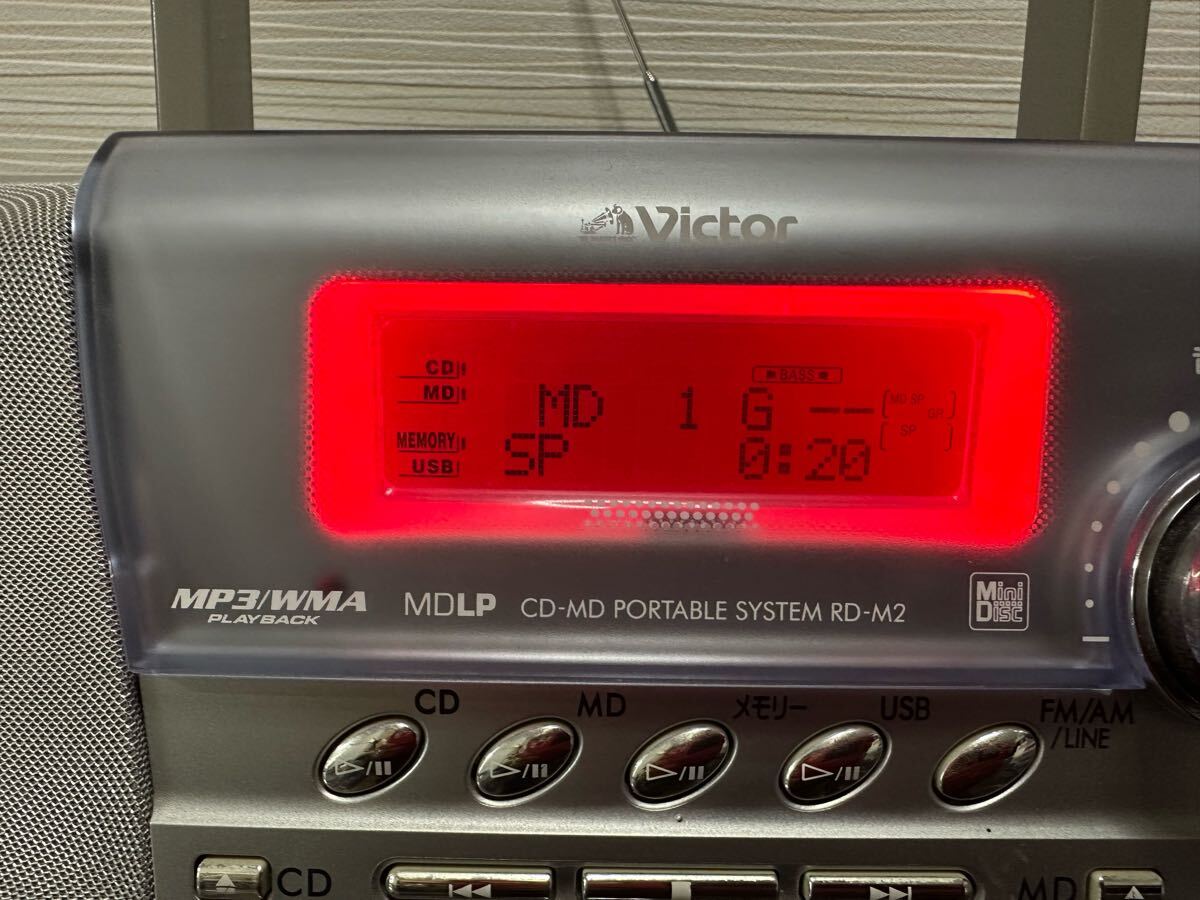 Victor
CD
MD
BASS
MD 1 G --
MD SP
GR
MEMORY
SP 0:20
SP
USB
MP3/WMA
PLAYBACK
MDLP
CD-MD PORTABLE SYSTEM RD-M2
Mini
Disc
CD
MD
メモリー
USB
FM/AM
/LINE
CD
MD